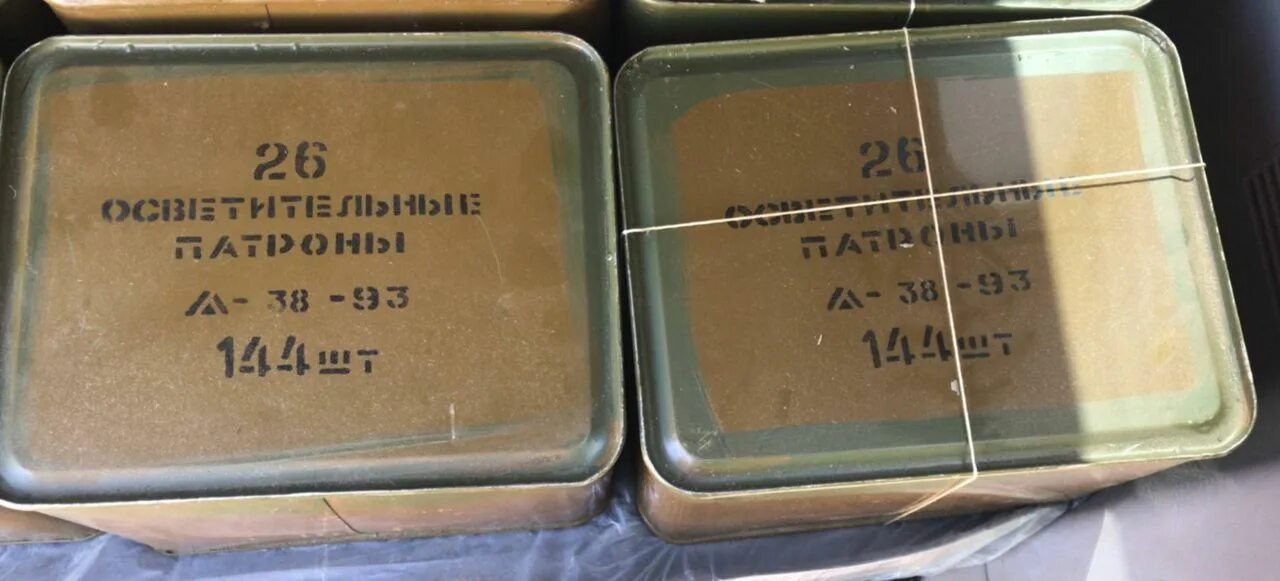 26
ОСВЕТИТЕЛЬНЫЕ
ПАТРОНЫ
Д-38-93
144шт
26
ОСВЕТИТЕЛЬНЫЕ
ПАТРОНЫ
Д-38-93
144шт